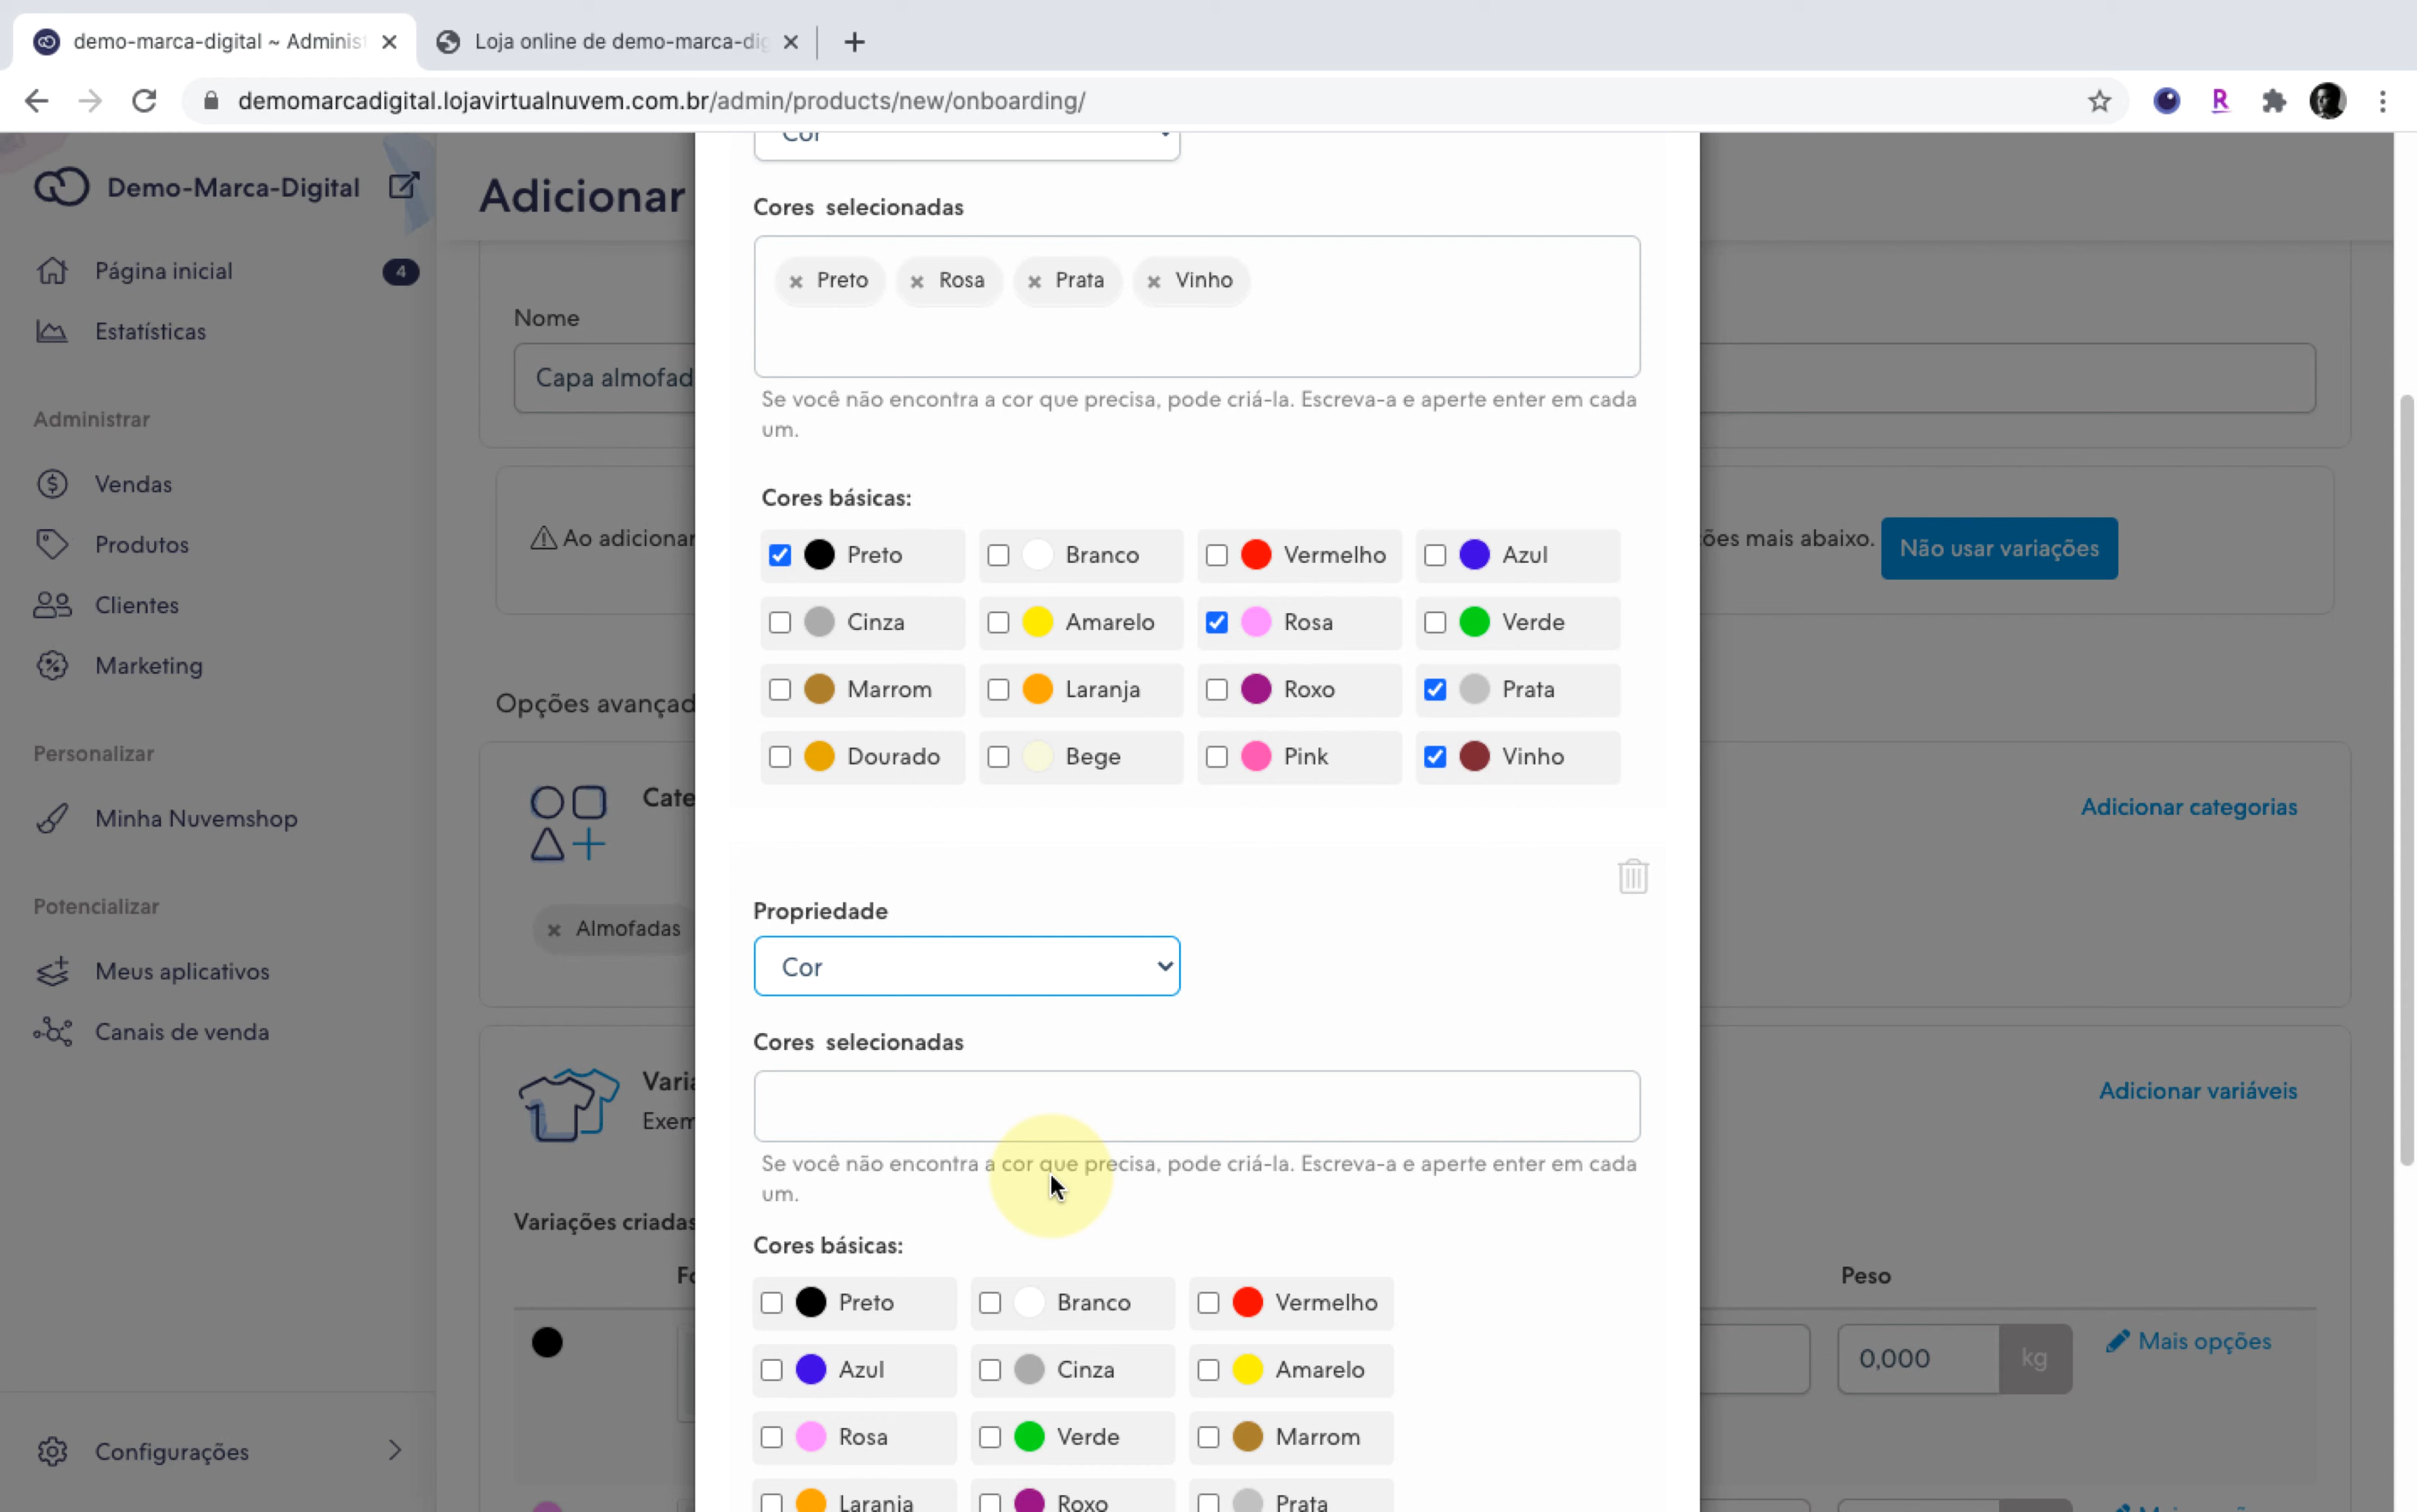 demo-marca-digital ~ Adminis
Loja online de demo-marca-dig
demomarcadigital.lojavirtualnuvem.com.br/admin/products/new/onboarding/
R
Demo-Marca-Digital
Página inicial
4
Estatísticas
Administrar
Vendas
Produtos
Clientes
Marketing
Personalizar
Minha Nuvemshop
Potencializar
Meus aplicativos
Canais de venda
Configurações
Adicionar
Nome
Capa almofad
Ao adicionar
ões mais abaixo.
Não usar variações
Opções avançad
Cate
Adicionar categorias
Almofadas
Varia
Exem
Adicionar variáveis
Variações criadas
Fo
Peso
0,000 kg
Mais opções
Cor
Cores selecionadas
Preto Rosa Prata Vinho
Se você não encontra a cor que precisa, pode criá-la. Escreva-a e aperte enter em cada
um.
Cores básicas:
Preto Branco Vermelho Azul
Cinza Amarelo Rosa Verde
Marrom Laranja Roxo Prata
Dourado Bege Pink Vinho
Propriedade
Cor
Cores selecionadas
Se você não encontra a cor que precisa, pode criá-la. Escreva-a e aperte enter em cada
um.
Cores básicas:
Preto Branco Vermelho
Azul Cinza Amarelo
Rosa Verde Marrom
Laranja Roxo Prata